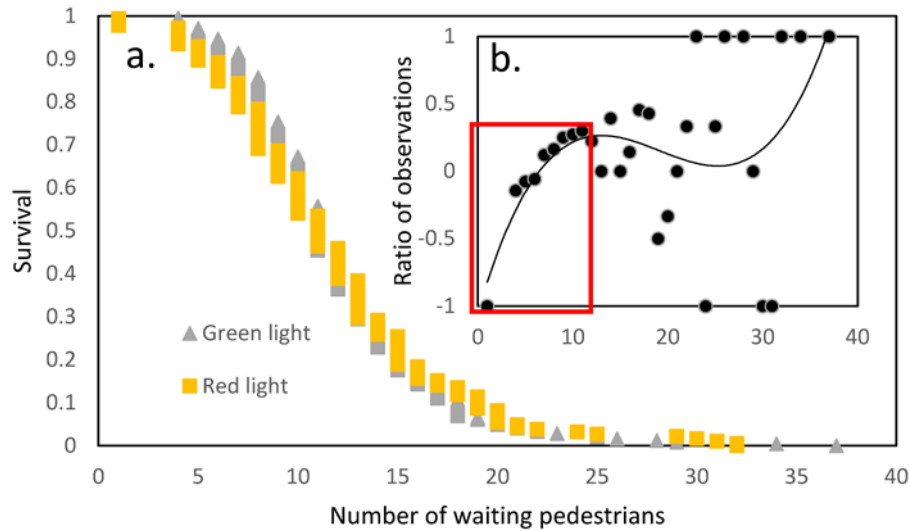 a.
b.
Survival
1
0.9
0.8
0.7
0.6
0.5
0.4
0.3
0.2
0.1
0
Green light
Red light
0 5 10 15 20 25 30 35 40
Number of waiting pedestrians
Ratio of observations
1
0.5
0
-0.5
-1
0 10 20 30 40